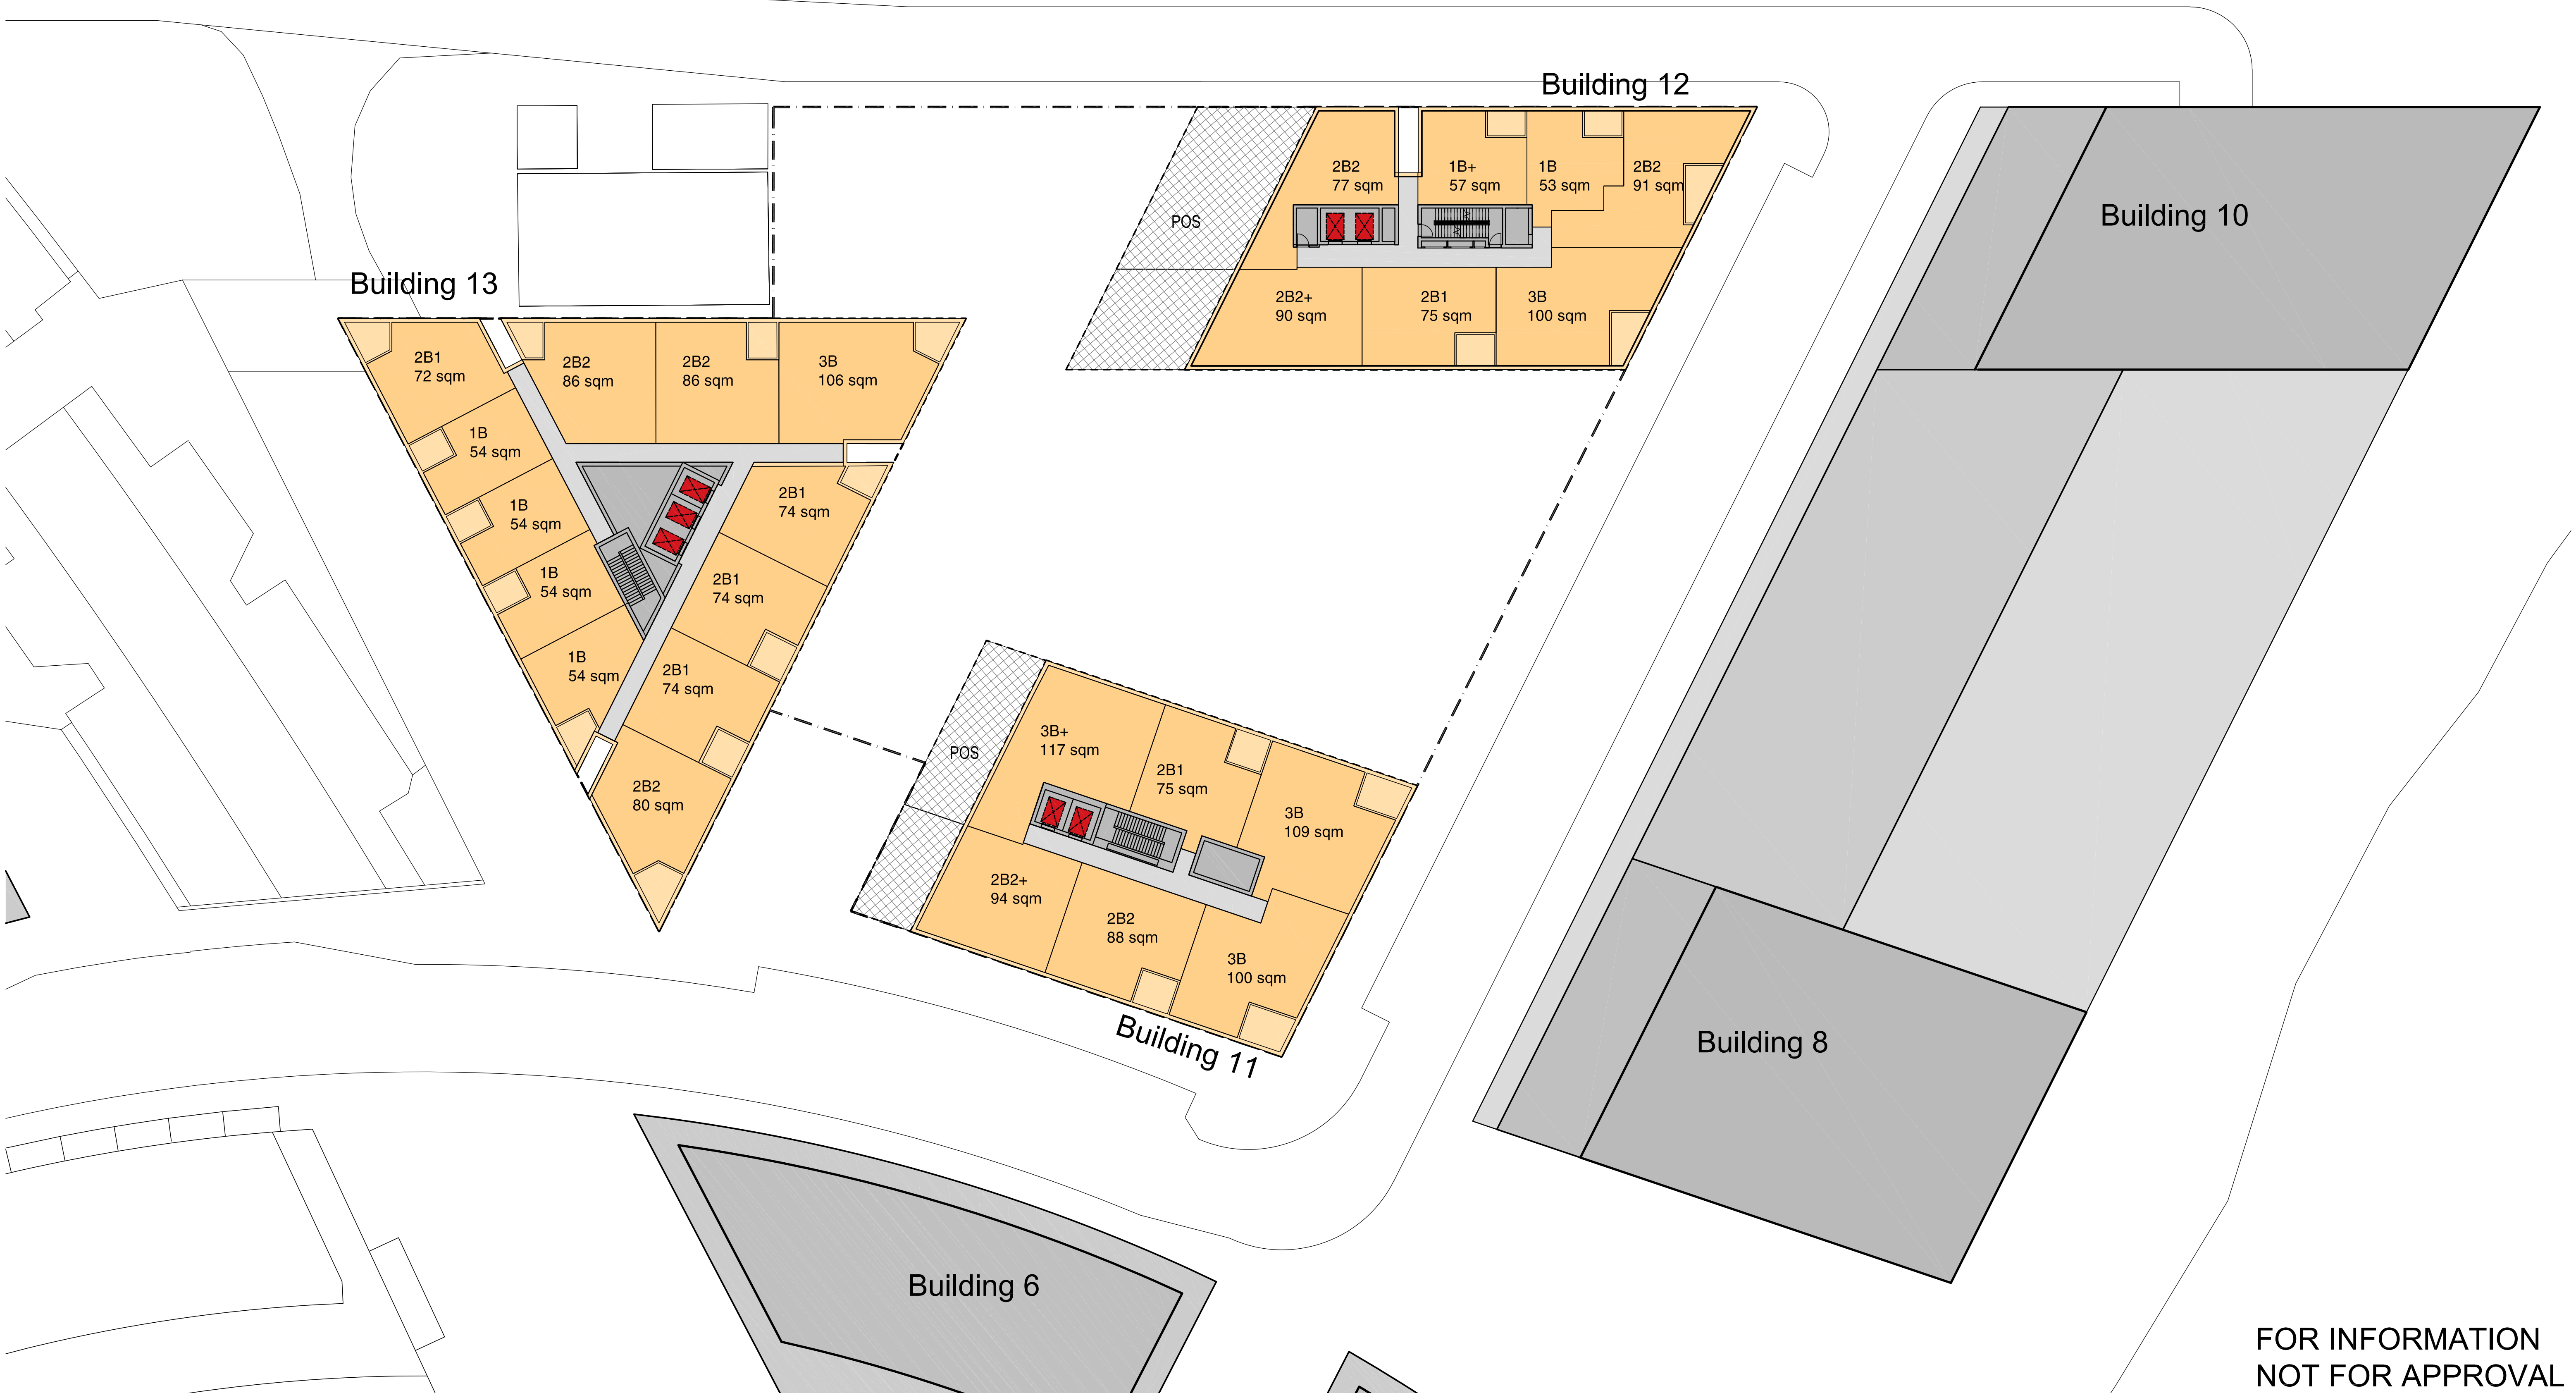 Building 12
2B2
77 sqm
1B+
57 sqm
1B
53 sqm
2B2
91 sqm
POS
2B2+
90 sqm
2B1
75 sqm
3B
100 sqm
Building 10
Building 13
2B1
72 sqm
2B2
86 sqm
2B2
86 sqm
3B
106 sqm
1B
54 sqm
1B
54 sqm
1B
54 sqm
1B
54 sqm
2B1
74 sqm
2B1
74 sqm
2B1
74 sqm
2B2
80 sqm
POS
3B+
117 sqm
2B1
75 sqm
3B
109 sqm
2B2+
94 sqm
2B2
88 sqm
3B
100 sqm
Building 11
Building 8
Building 6
FOR INFORMATION
NOT FOR APPROVAL